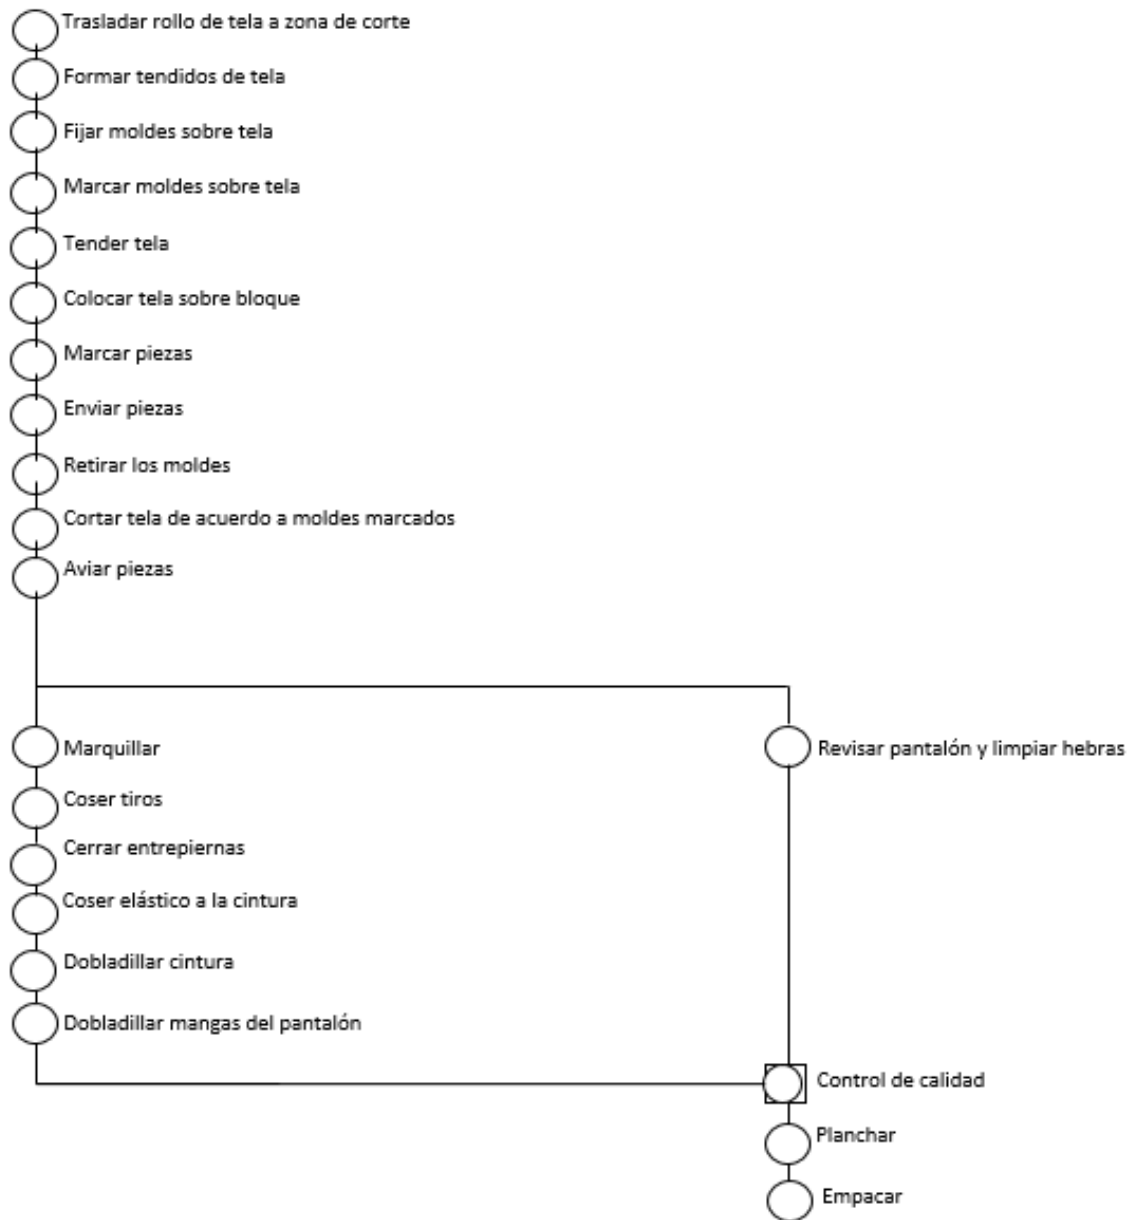 Trasladar rollo de tela a zona de corte
Formar tendidos de tela
Fijar moldes sobre tela
Marcar moldes sobre tela
Tender tela
Colocar tela sobre bloque
Marcar piezas
Enviar piezas
Retirar los moldes
Cortar tela de acuerdo a moldes marcados
Aviar piezas
Marquillar
Revisar pantalón y limpiar hebras
Coser tiros
Cerrar entrepiernas
Coser elástico a la cintura
Dobladillar cintura
Dobladillar mangas del pantalón
Control de calidad
Planchar
Empacar